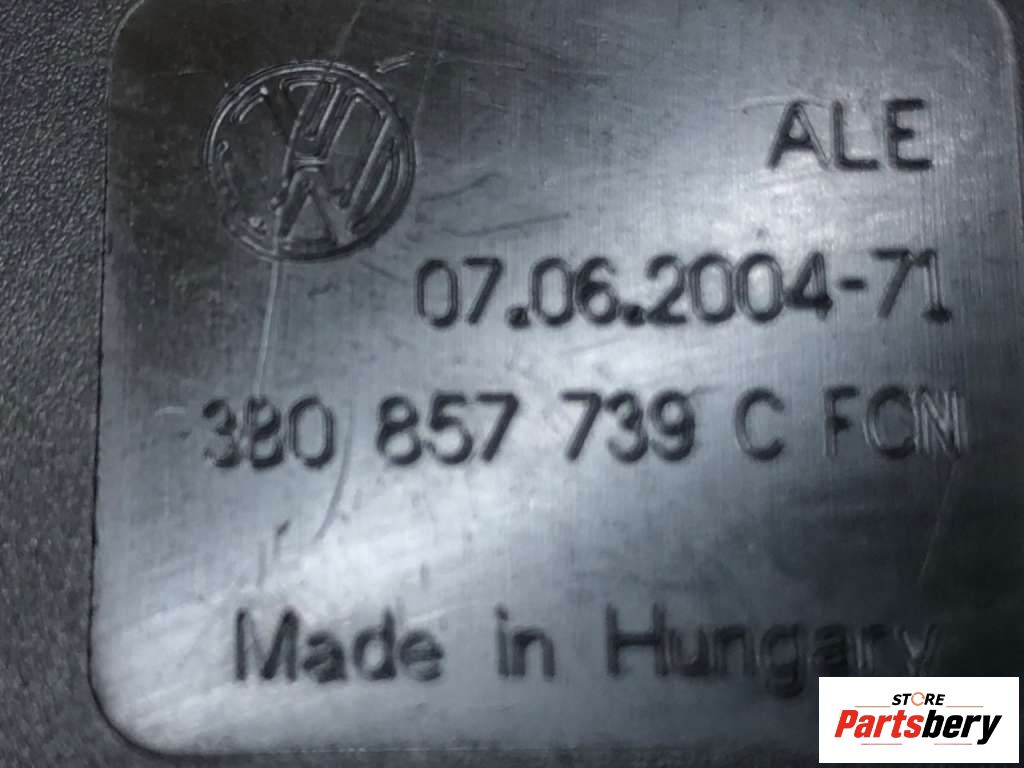 ALE
07.06.2004-71
3B0 857 739 C FCN
Made in Hungary
STORE
Partsbery